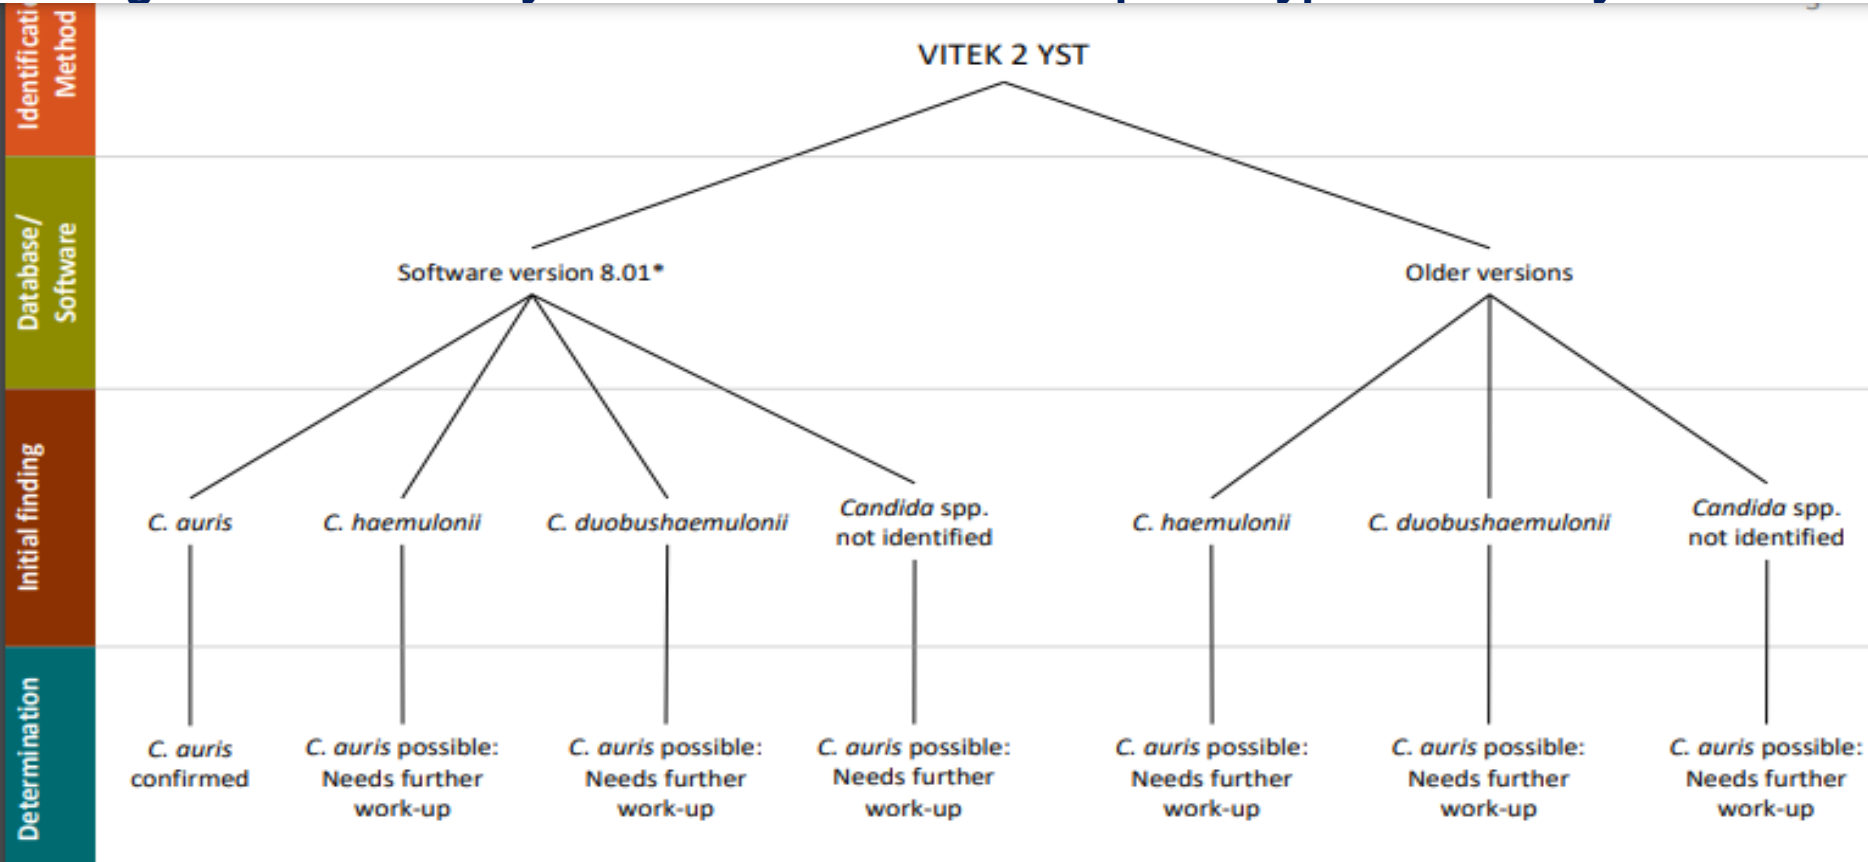 VITEK 2 YST
Method
Database/
Software
Software version 8.01*
Older versions
Initial finding
C. auris
C. haemulonii
C. duobushaemulonii
Candida spp.
not identified
C. haemulonii
C. duobushaemulonii
Candida spp.
not identified
Determination
C. auris
confirmed
C. auris possible:
Needs further
work-up
C. auris possible:
Needs further
work-up
C. auris possible:
Needs further
work-up
C. auris possible:
Needs further
work-up
C. auris possible:
Needs further
work-up
C. auris possible:
Needs further
work-up